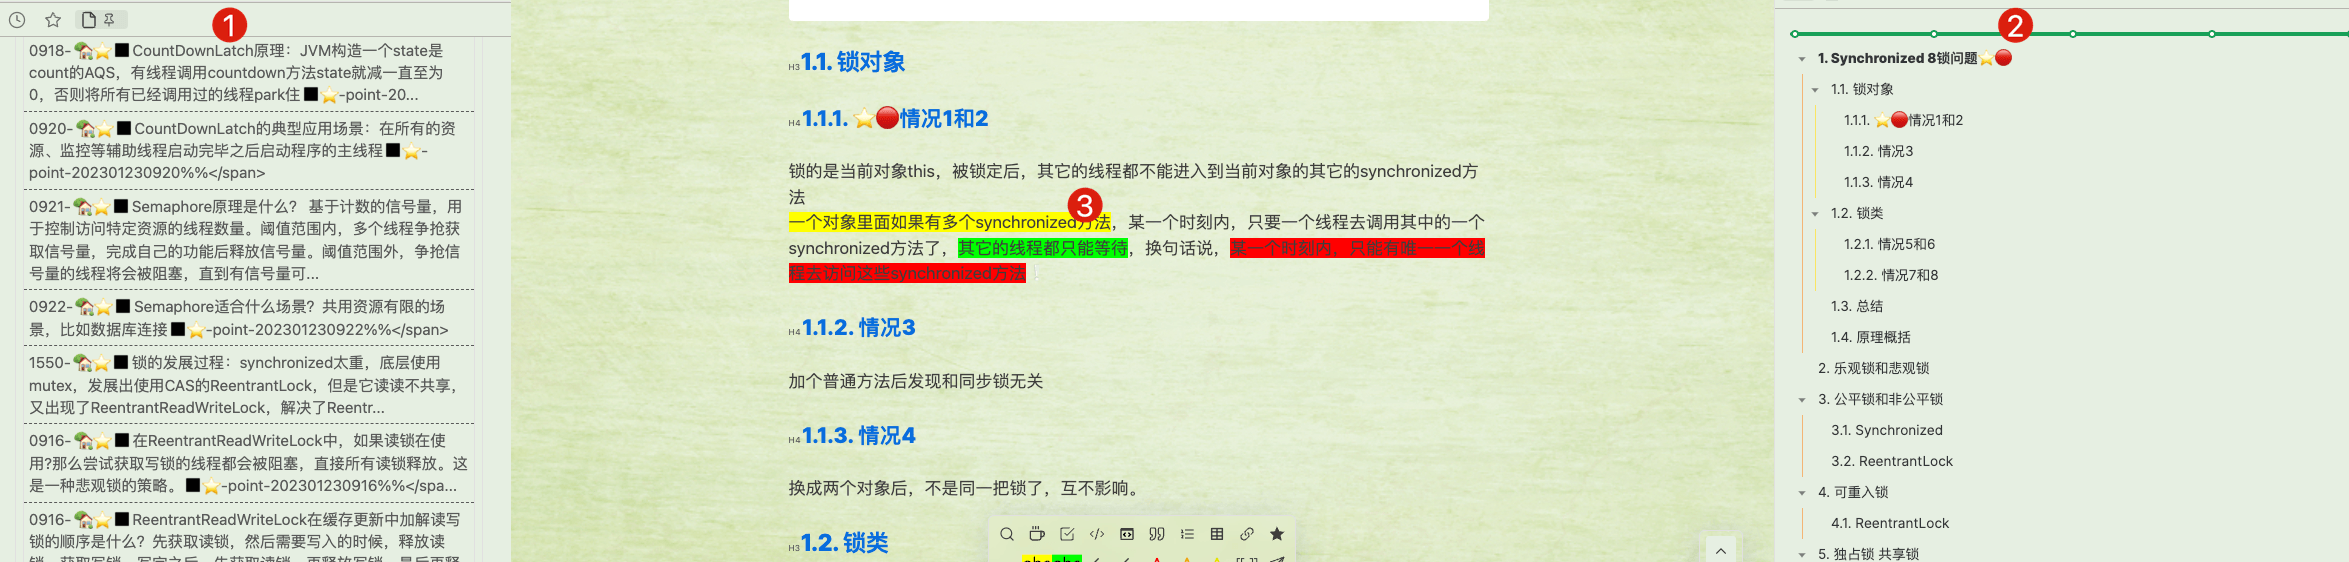 1
0918-🏡⭐⬛CountDownLatch原理：JVM构造一个state是
count的AQS，有线程调用countdown方法state就减一直至为
0，否则将所有已经调用过的线程park住⬛⭐-point-20...
0920-🏡⭐⬛CountDownLatch的典型应用场景：在所有的资
源、监控等辅助线程启动完毕之后启动程序的主线程⬛⭐-
point-202301230920%%</span>
0921-🏡⭐⬛Semaphore原理是什么？ 基于计数的信号量，用
于控制访问特定资源的线程数量。阈值范围内，多个线程争抢获
取信号量，完成自己的功能后释放信号量。阈值范围外，争抢信
号量的线程将会被阻塞，直到有信号量可...
0922-🏡⭐⬛Semaphore适合什么场景？共用资源有限的场
景，比如数据库连接⬛⭐-point-202301230922%%</span>
1550-🏡⭐⬛锁的发展过程：synchronized太重，底层使用
mutex，发展出使用CAS的ReentrantLock，但是它读读不共享，
又出现了ReentrantReadWriteLock，解决了Reentr...
0916-🏡⭐⬛在ReentrantReadWriteLock中，如果读锁在使
用?那么尝试获取写锁的线程都会被阻塞，直接所有读锁释放。这
是一种悲观锁的策略。⬛⭐-point-202301230916%%</spa...
0916-🏡⭐⬛ReentrantReadWriteLock在缓存更新中加解读写
锁的顺序是什么？先获取读锁，然后需要写入的时候，释放读
H3 1.1. 锁对象
H4 1.1.1. ⭐🔴情况1和2
锁的是当前对象this，被锁定后，其它的线程都不能进入到当前对象的其它的synchronized方
法
3
一个对象里面如果有多个synchronized方法，某一个时刻内，只要一个线程去调用其中的一个
synchronized方法了，其它的线程都只能等待，换句话说，某一个时刻内，只能有唯一一个线
程去访问这些synchronized方法
H4 1.1.2. 情况3
加个普通方法后发现和同步锁无关
H4 1.1.3. 情况4
换成两个对象后，不是同一把锁了，互不影响。
H3 1.2. 锁类
2
1. Synchronized 8锁问题⭐🔴
1.1. 锁对象
1.1.1. ⭐🔴情况1和2
1.1.2. 情况3
1.1.3. 情况4
1.2. 锁类
1.2.1. 情况5和6
1.2.2. 情况7和8
1.3. 总结
1.4. 原理概括
2. 乐观锁和悲观锁
3. 公平锁和非公平锁
3.1. Synchronized
3.2. ReentrantLock
4. 可重入锁
4.1. ReentrantLock
5. 独占锁 共享锁